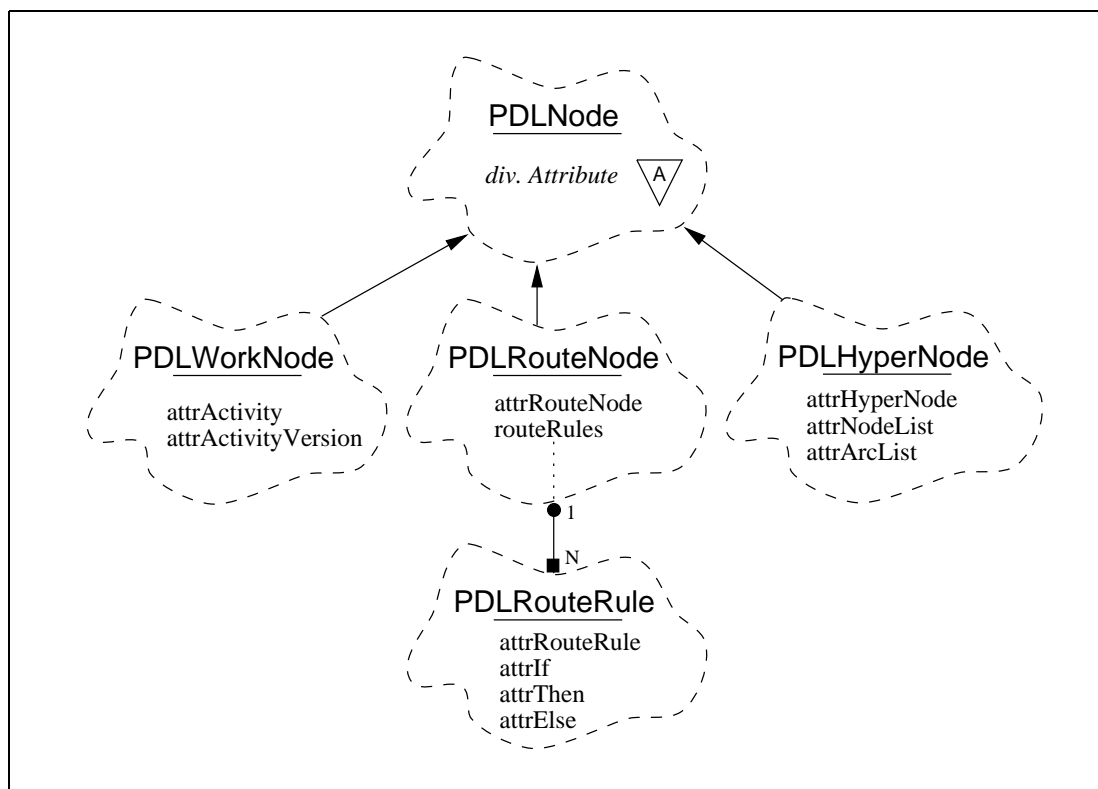 PDLNode
div. Attribute
A
PDLWorkNode
attrActivity
attrActivityVersion
PDLRouteNode
attrRouteNode
routeRules
PDLHyperNode
attrHyperNode
attrNodeList
attrArcList
1
N
PDLRouteRule
attrRouteRule
attrIf
attrThen
attrElse